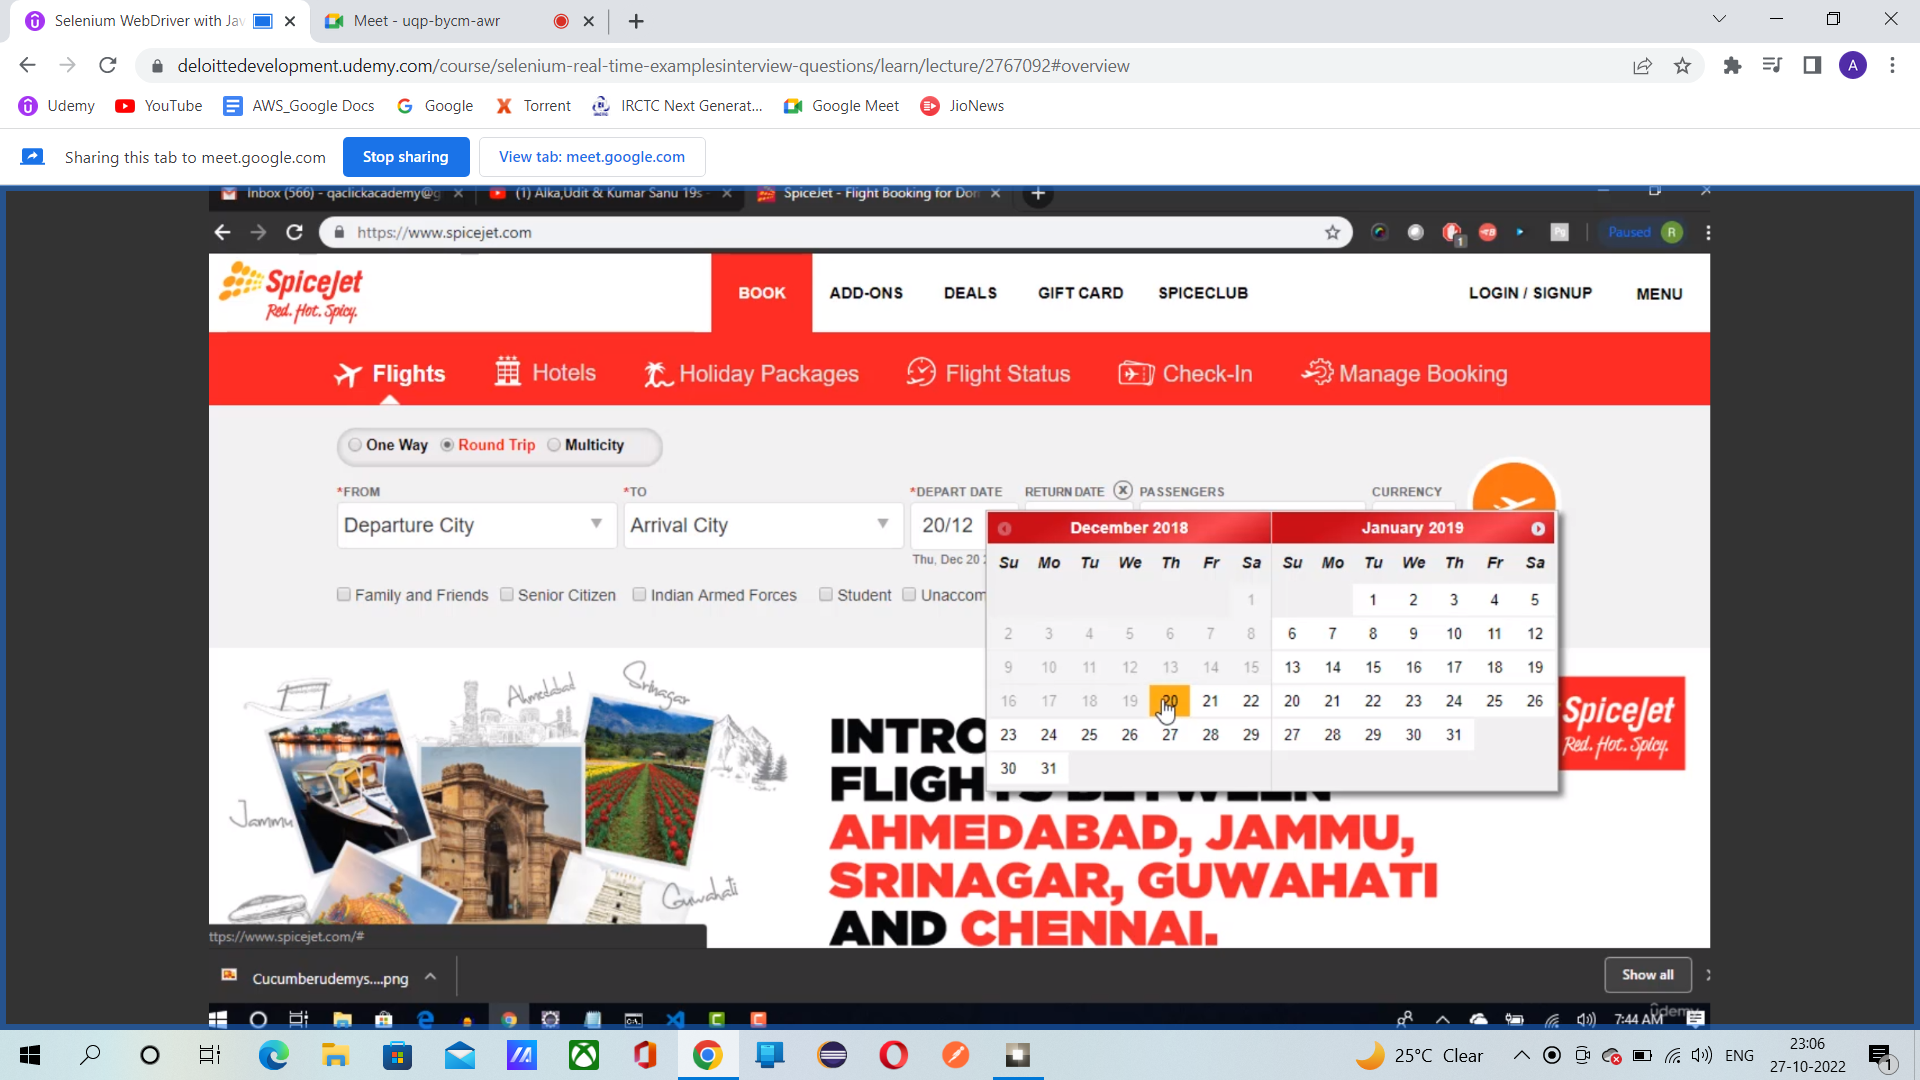 Selenium WebDriver with Jav
Meet - uqp-bycm-awr
deloittedevelopment.udemy.com/course/selenium-real-time-examplesinterview-questions/learn/lecture/2767092#overview
A
Udemy YouTube AWS_Google Docs Google Torrent IRCTC Next Generat... Google Meet JioNews
Sharing this tab to meet.google.com Stop sharing View tab: meet.google.com
Inbox (566) - qaclickacademy@g (1) Alka,Udit & Kumar Sanu 19s - SpiceJet - Flight Booking for Don
https://www.spicejet.com Paused R
SpiceJet
Red. Hot. Spicy.
BOOK ADD-ONS DEALS GIFT CARD SPICECLUB LOGIN / SIGNUP MENU
Flights Hotels Holiday Packages Flight Status Check-In Manage Booking
One Way Round Trip Multicity
*FROM *TO *DEPART DATE RETURN DATE PASSENGERS CURRENCY
Departure City Arrival City 20/12
Thu, Dec 20
Family and Friends Senior Citizen Indian Armed Forces Student Unaccom
December 2018 January 2019
Su Mo Tu We Th Fr Sa Su Mo Tu We Th Fr Sa
1 1 2 3 4 5
2 3 4 5 6 7 8 6 7 8 9 10 11 12
9 10 11 12 13 14 15 13 14 15 16 17 18 19
16 17 18 19 20 21 22 20 21 22 23 24 25 26
23 24 25 26 27 28 29 27 28 29 30 31
30 31
Ahmedabad
Srinagar
Jammu
Guwahati
SpiceJet
Red. Hot. Spicy.
INTRO
FLIGHTS BETWEEN
AHMEDABAD, JAMMU,
SRINAGAR, GUWAHATI
AND CHENNAI.
ttps://www.spicejet.com/#
Cucumberudemys....png Show all
7:44 AM
ûdemy
25°C Clear ENG 23:06
27-10-2022
1